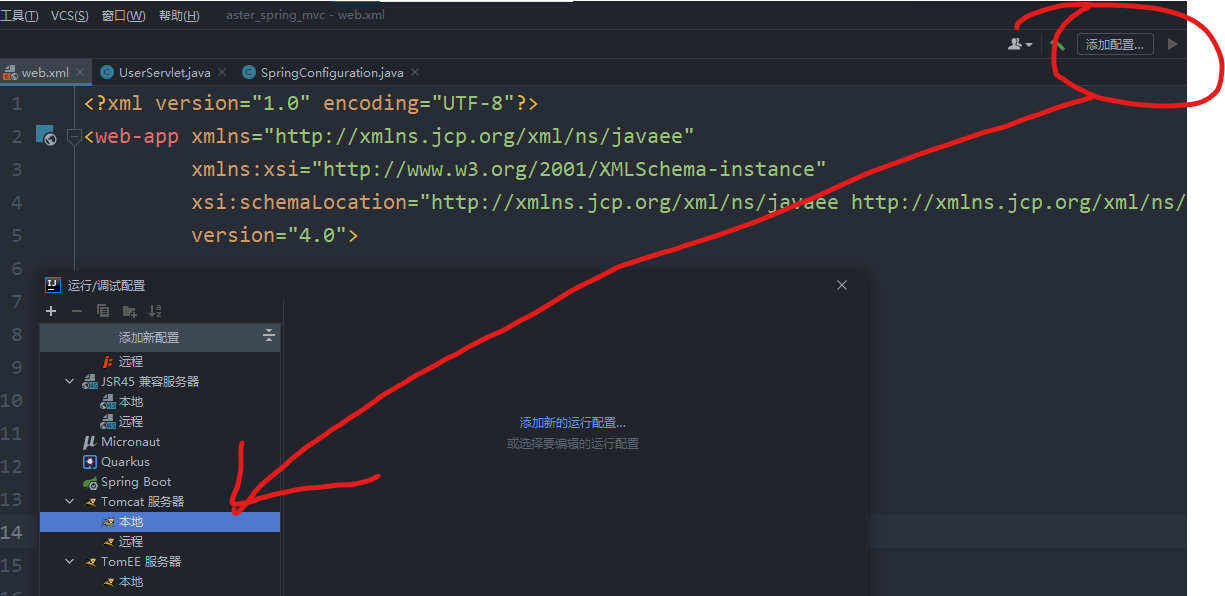 工具(T) VCS(S) 窗口(W) 帮助(H) aster_spring_mvc - web.xml
添加配置...
web.xml UserServlet.java SpringConfiguration.java
1 <?xml version="1.0" encoding="UTF-8"?>
2 <web-app xmlns="http://xmlns.jcp.org/xml/ns/javaee"
3 xmlns:xsi="http://www.w3.org/2001/XMLSchema-instance"
4 xsi:schemaLocation="http://xmlns.jcp.org/xml/ns/javaee http://xmlns.jcp.org/xml/ns/
5 version="4.0">
6
7
8
9
10
11
12
13
14
15
运行/调试配置
添加新配置
远程
JSR45 兼容服务器
本地
远程
Micronaut
Quarkus
Spring Boot
Tomcat 服务器
本地
远程
TomEE 服务器
本地
添加新的运行配置...
或选择要编辑的运行配置